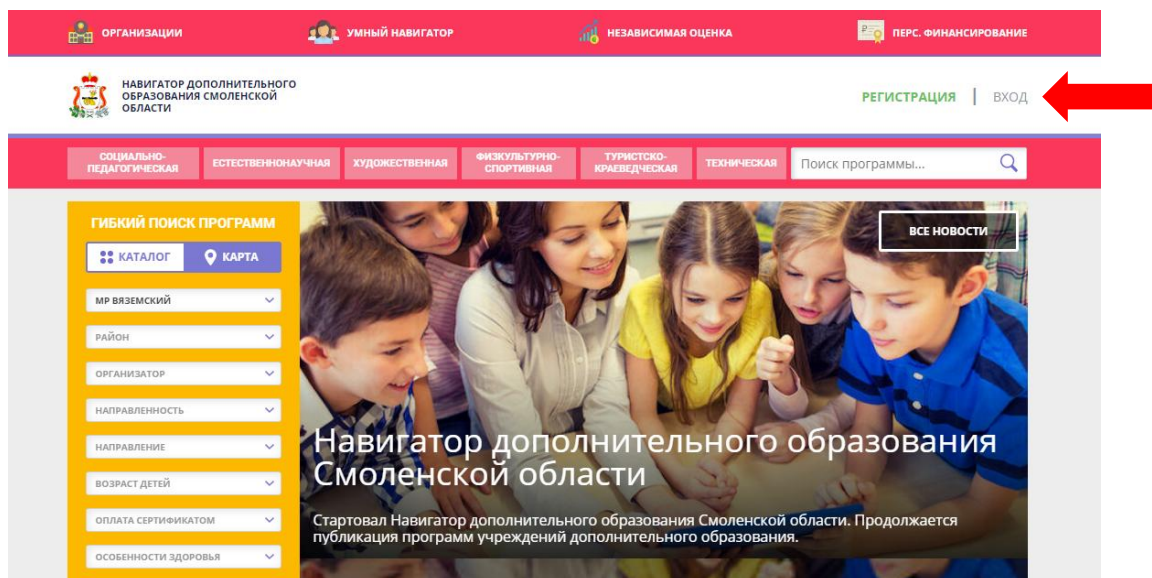 ОРГАНИЗАЦИИ
УМНЫЙ НАВИГАТОР
НЕЗАВИСИМАЯ ОЦЕНКА
ПЕРС. ФИНАНСИРОВАНИЕ
НАВИГАТОР ДОПОЛНИТЕЛЬНОГО
ОБРАЗОВАНИЯ СМОЛЕНСКОЙ
ОБЛАСТИ
РЕГИСТРАЦИЯ | ВХОД
СОЦИАЛЬНО-
ПЕДАГОГИЧЕСКАЯ
ЕСТЕСТВЕННОНАУЧНАЯ
ХУДОЖЕСТВЕННАЯ
ФИЗКУЛЬТУРНО-
СПОРТИВНАЯ
ТУРИСТСКО-
КРАЕВЕДЧЕСКАЯ
ТЕХНИЧЕСКАЯ
Поиск программы...
ГИБКИЙ ПОИСК ПРОГРАММ
КАТАЛОГ
КАРТА
МР ВЯЗЕМСКИЙ
РАЙОН
ОРГАНИЗАТОР
НАПРАВЛЕННОСТЬ
НАПРАВЛЕНИЕ
ВОЗРАСТ ДЕТЕЙ
ОПЛАТА СЕРТИФИКАТОМ
ОСОБЕННОСТИ ЗДОРОВЬЯ
ВСЕ НОВОСТИ
Навигатор дополнительного образования
Смоленской области
Стартовал Навигатор дополнительного образования Смоленской области. Продолжается
публикация программ учреждений дополнительного образования.